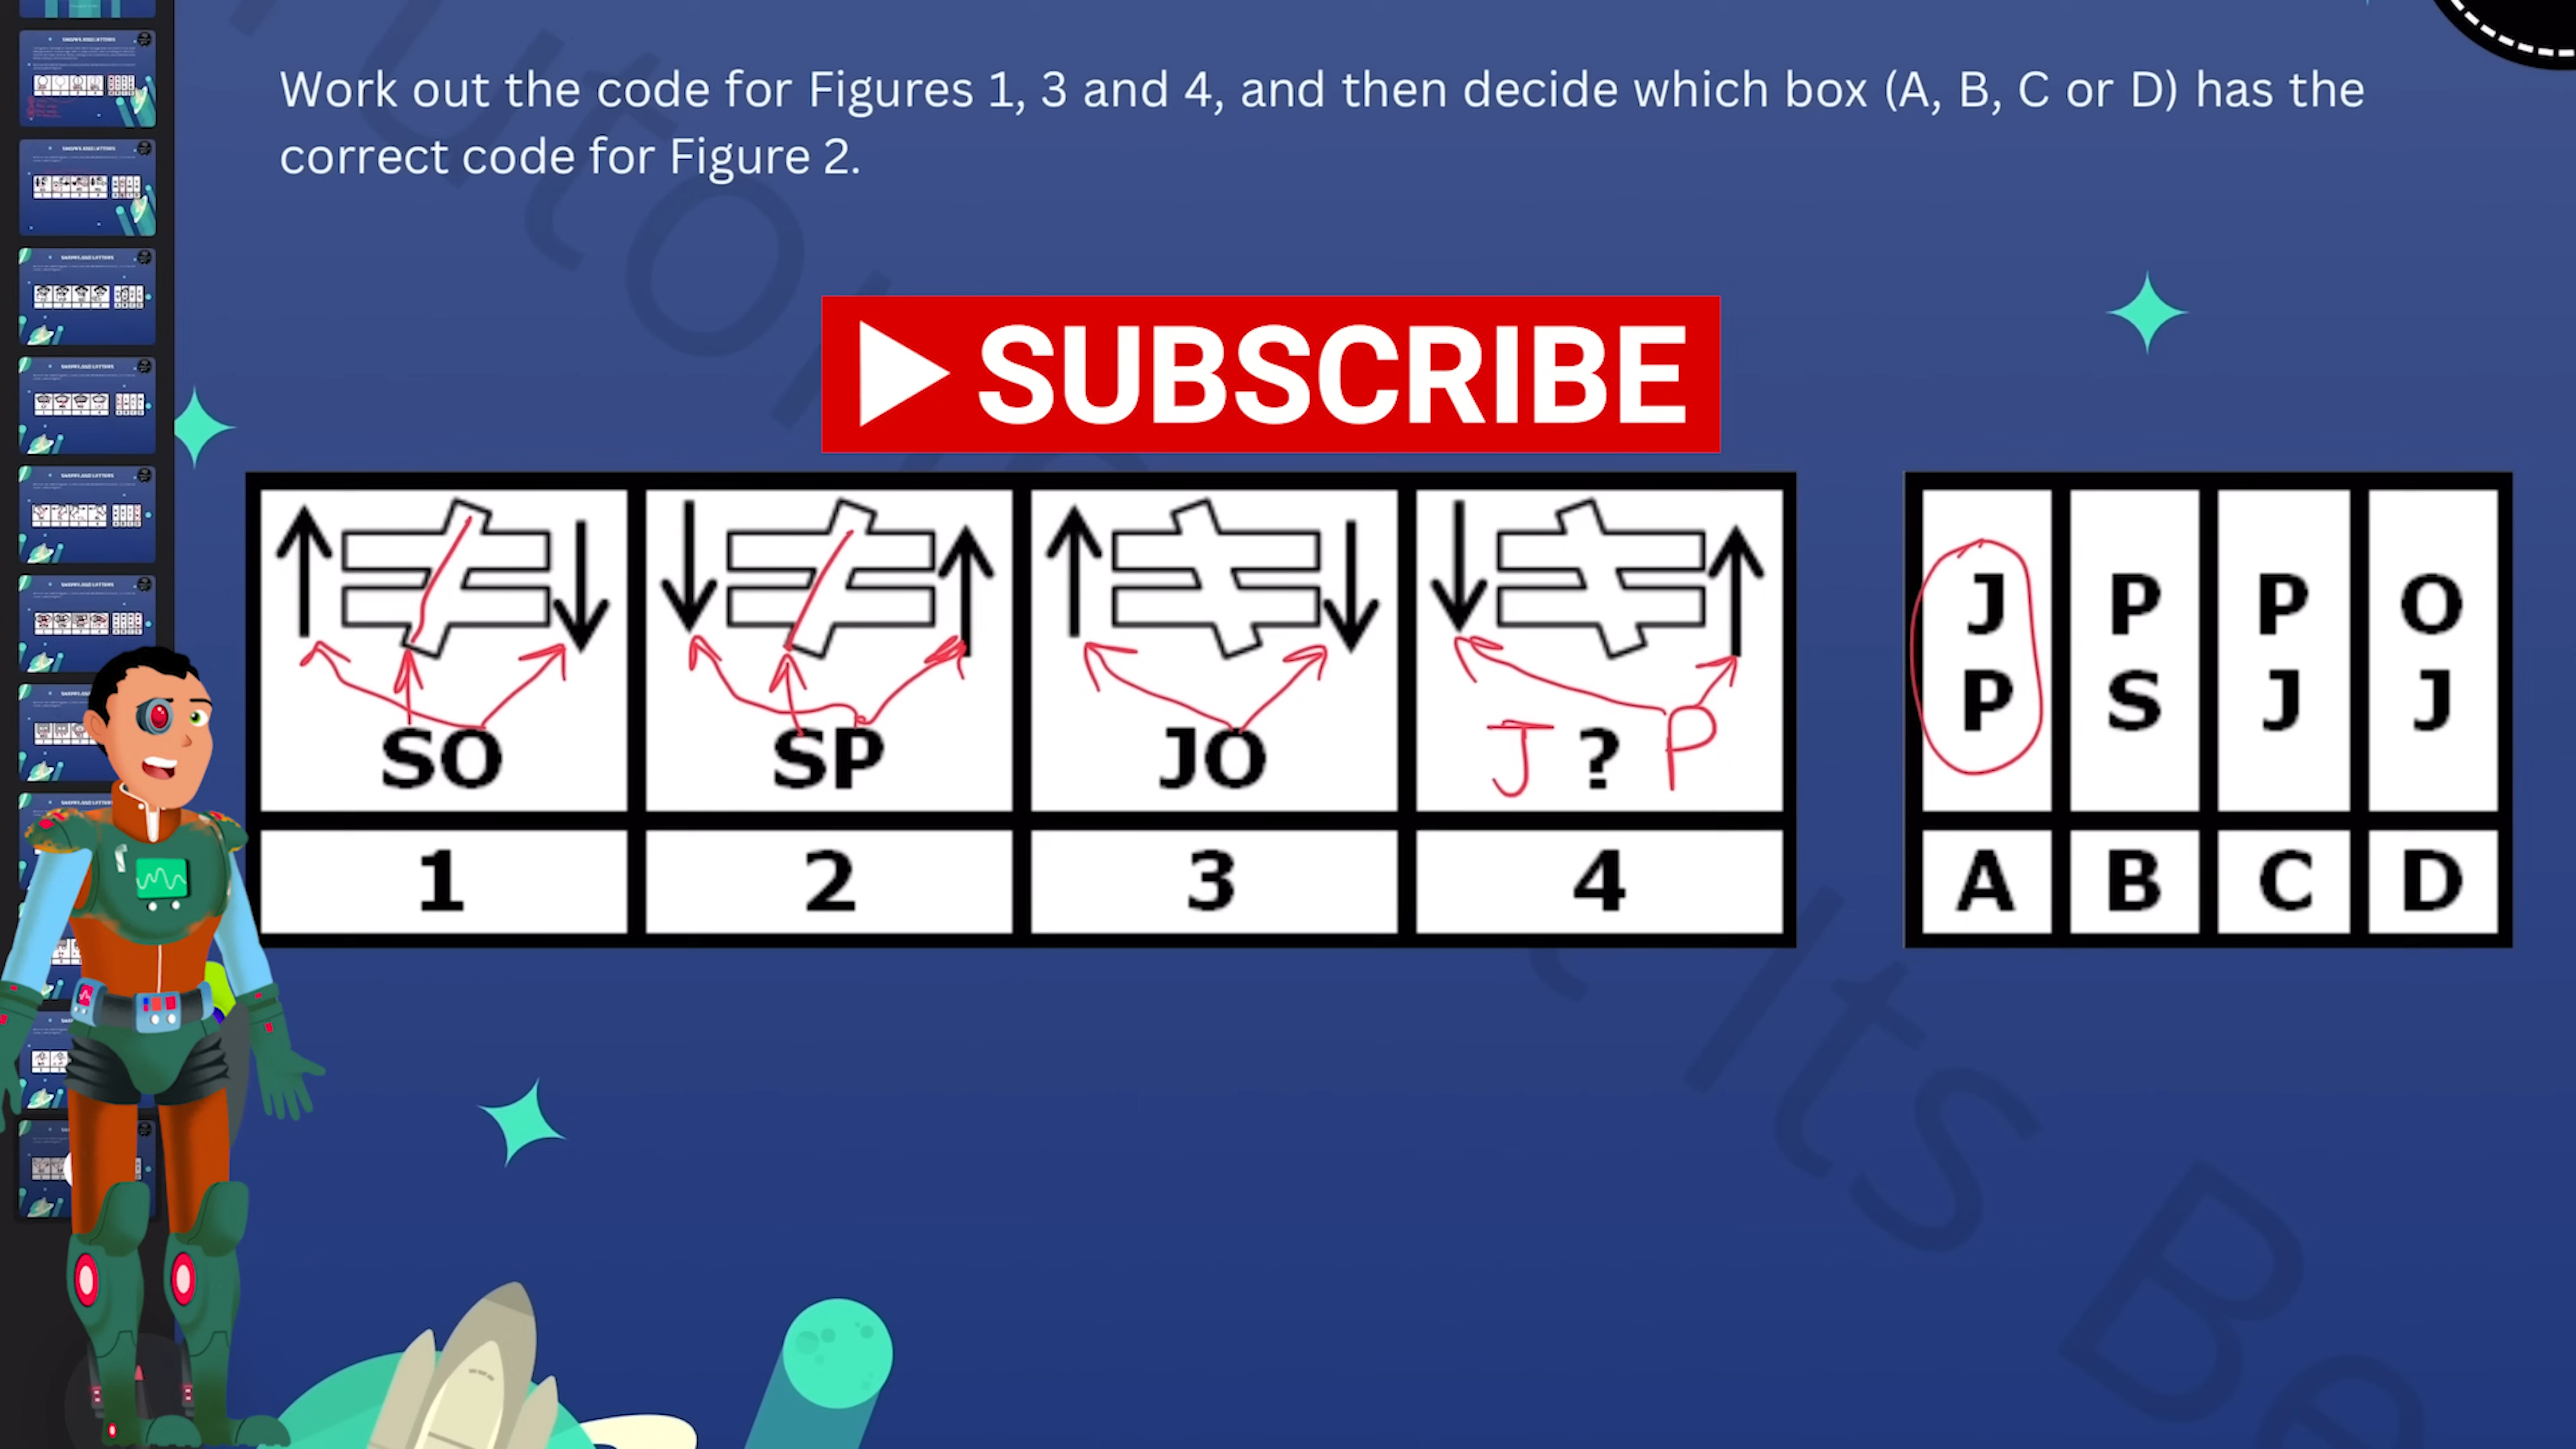 Work out the code for Figures 1, 3 and 4, and then decide which box (A, B, C or D) has the
correct code for Figure 2.
SUBSCRIBE
SO SP JO J ? P
1 2 3 4
J P P O
P S J J
A B C D